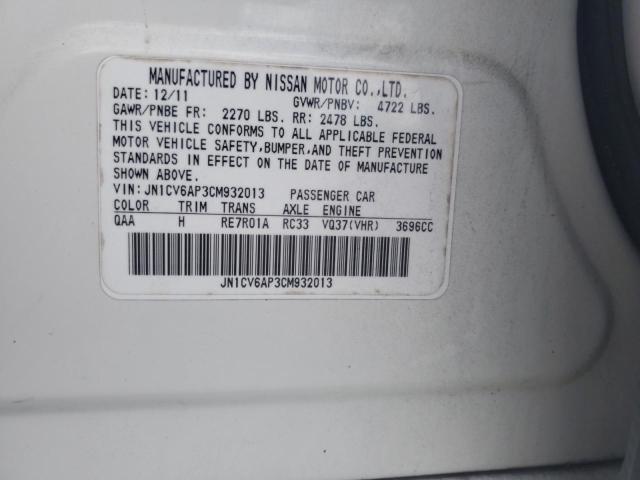 MANUFACTURED BY NISSAN MOTOR CO.,LTD.
DATE: 12/11 GVWR/PNBV: 4722 LBS.
GAWR/PNBE FR: 2270 LBS. RR: 2478 LBS.
THIS VEHICLE CONFORMS TO ALL APPLICABLE FEDERAL
MOTOR VEHICLE SAFETY,BUMPER,AND THEFT PREVENTION
STANDARDS IN EFFECT ON THE DATE OF MANUFACTURE
SHOWN ABOVE.
VIN:JN1CV6AP3CM932013 PASSENGER CAR
COLOR TRIM TRANS AXLE ENGINE
QAA H RE7R01A RC33 VQ37(VHR) 3696CC
JN1CV6AP3CM932013